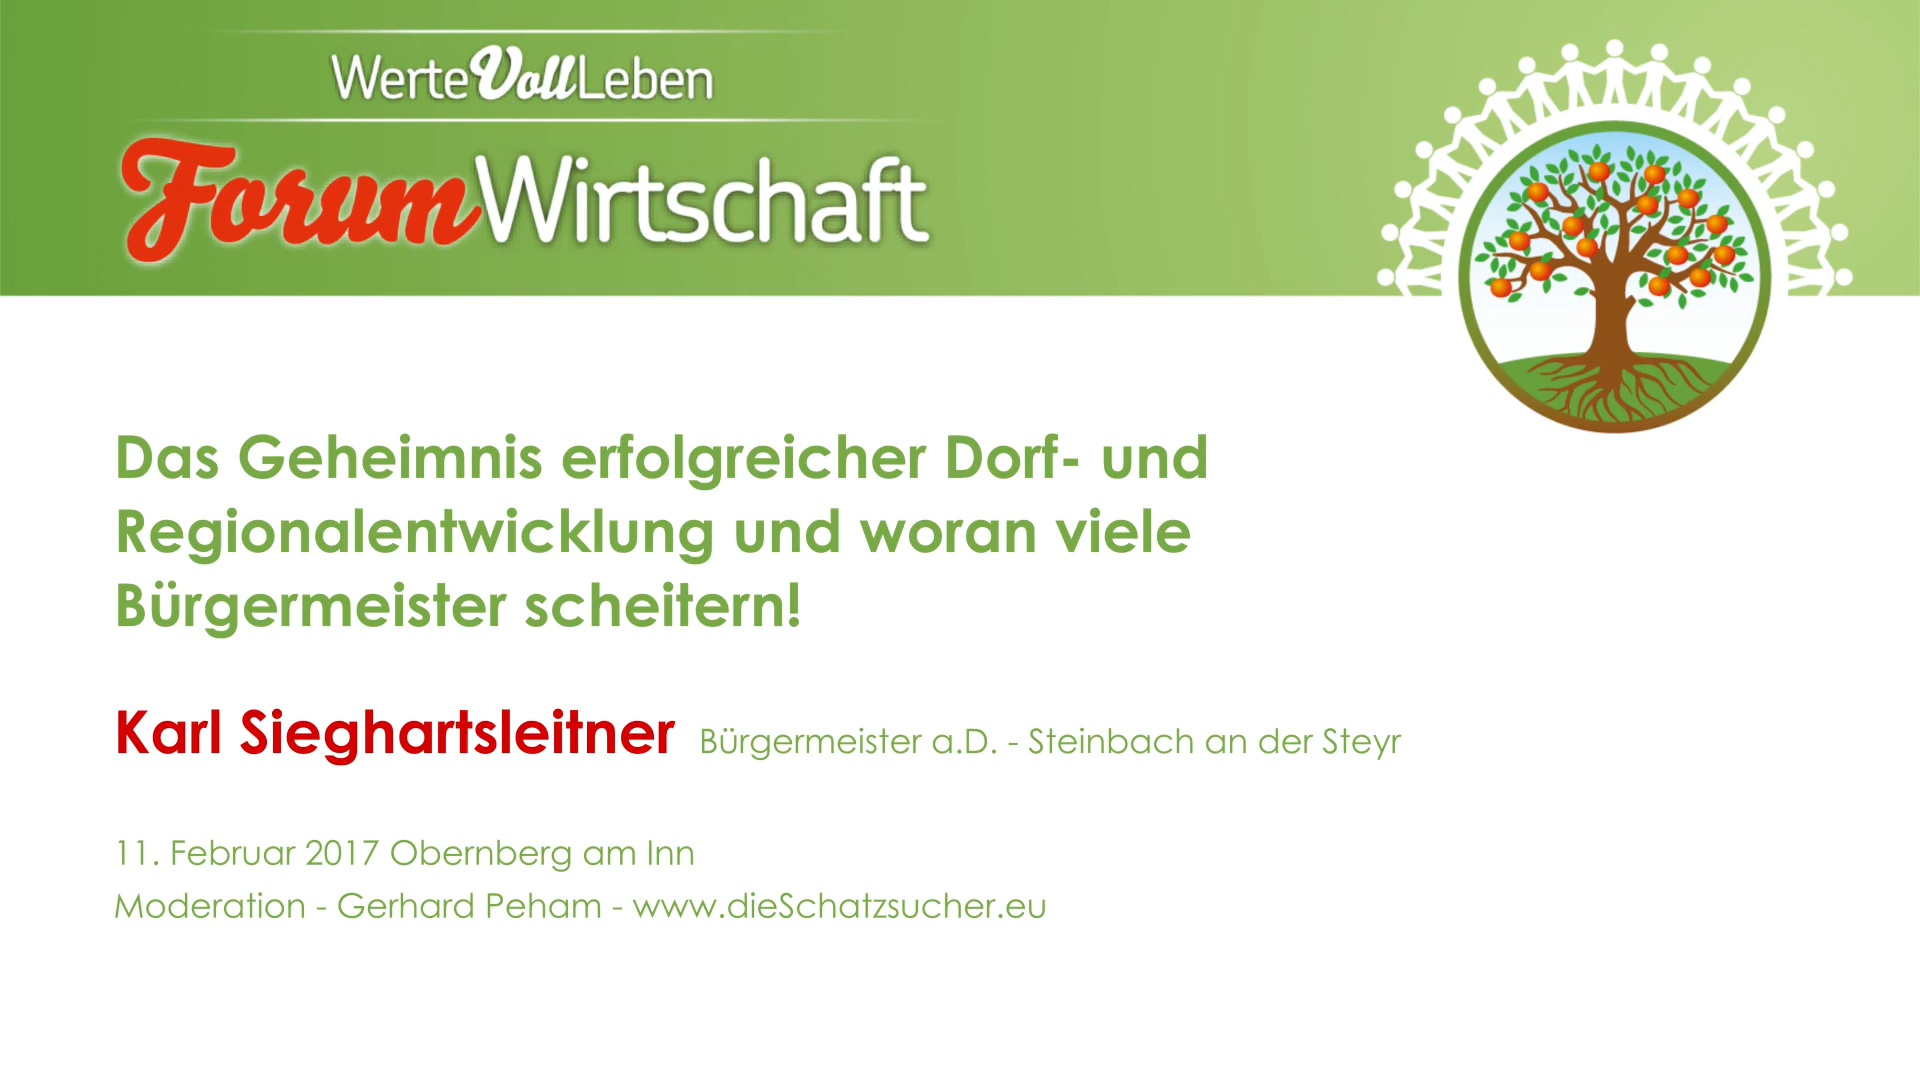 WerteVollLeben
ForumWirtschaft
Das Geheimnis erfolgreicher Dorf- und
Regionalentwicklung und woran viele
Bürgermeister scheitern!
Karl Sieghartsleitner Bürgermeister a.D. - Steinbach an der Steyr
11. Februar 2017 Obernberg am Inn
Moderation - Gerhard Peham - www.dieSchatzsucher.eu